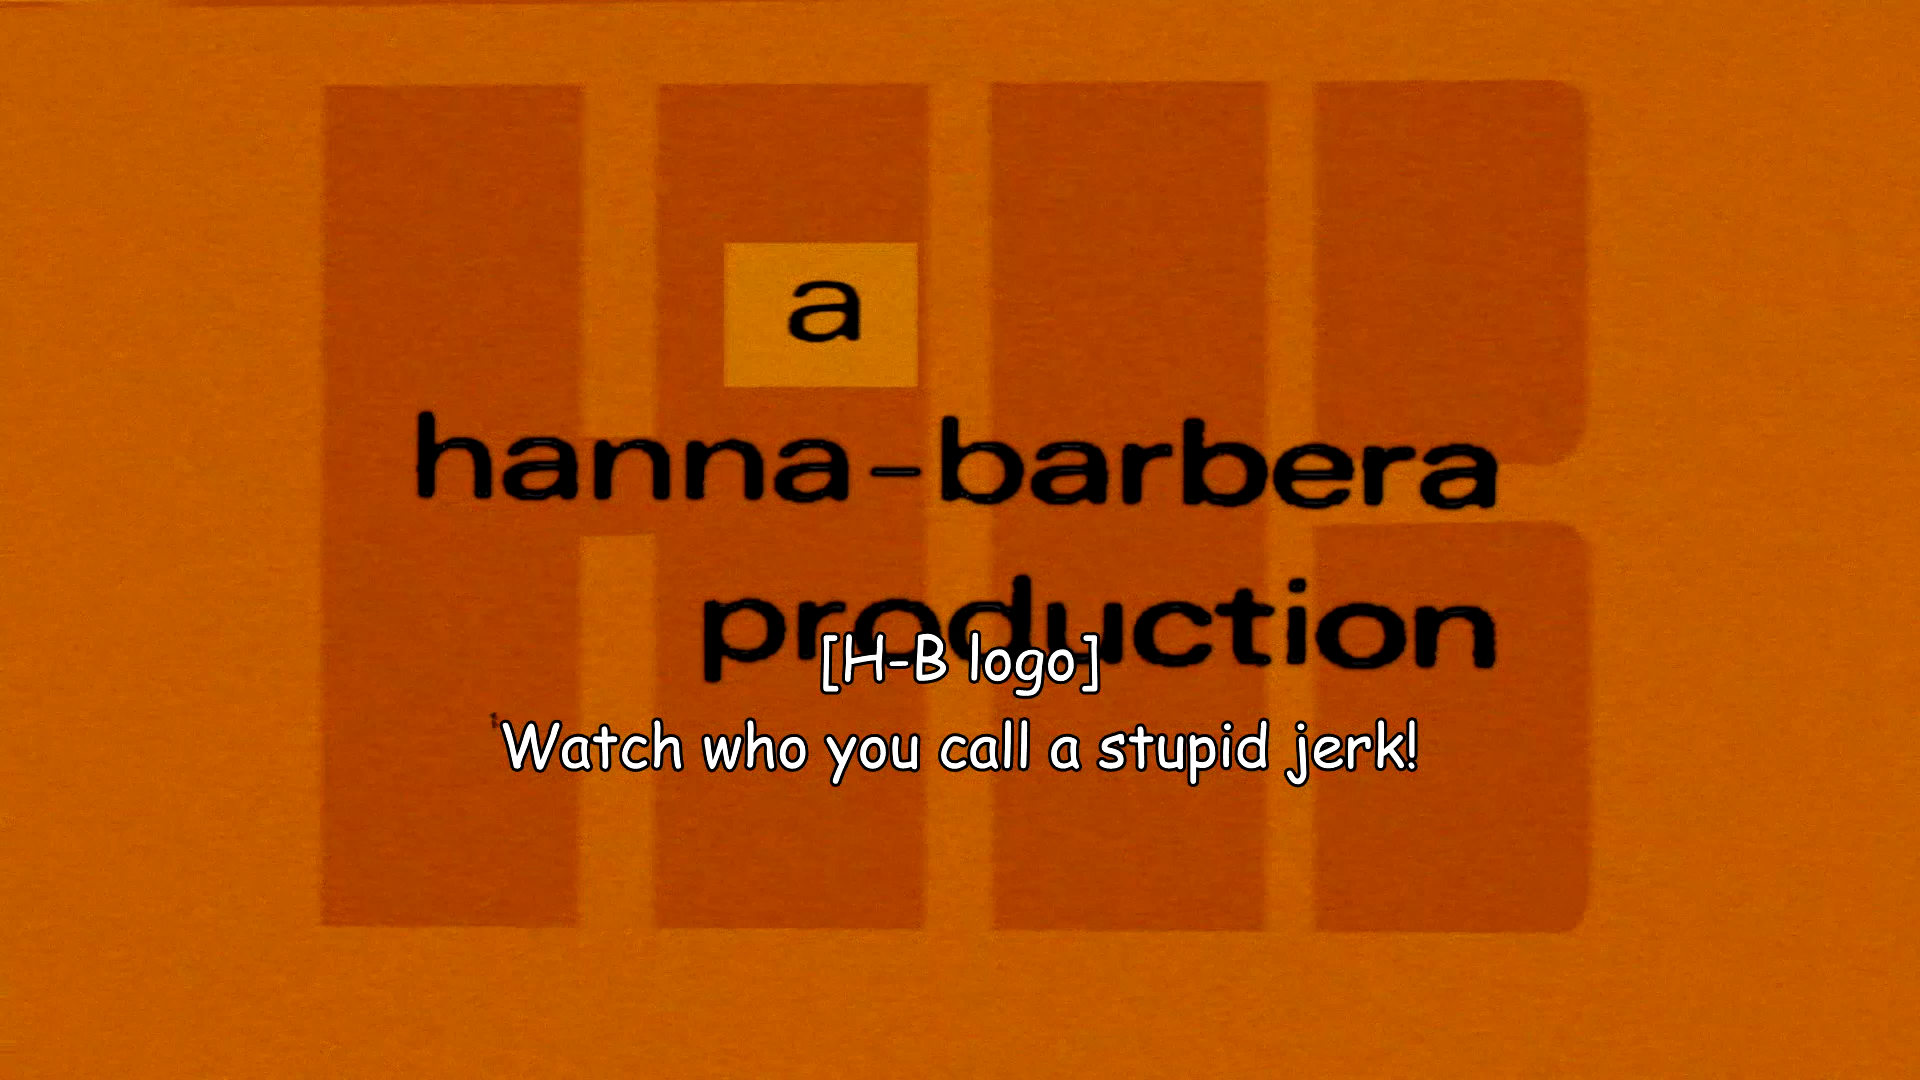 a
hanna-barbera
production
[H-B logo]
Watch who you call a stupid jerk!